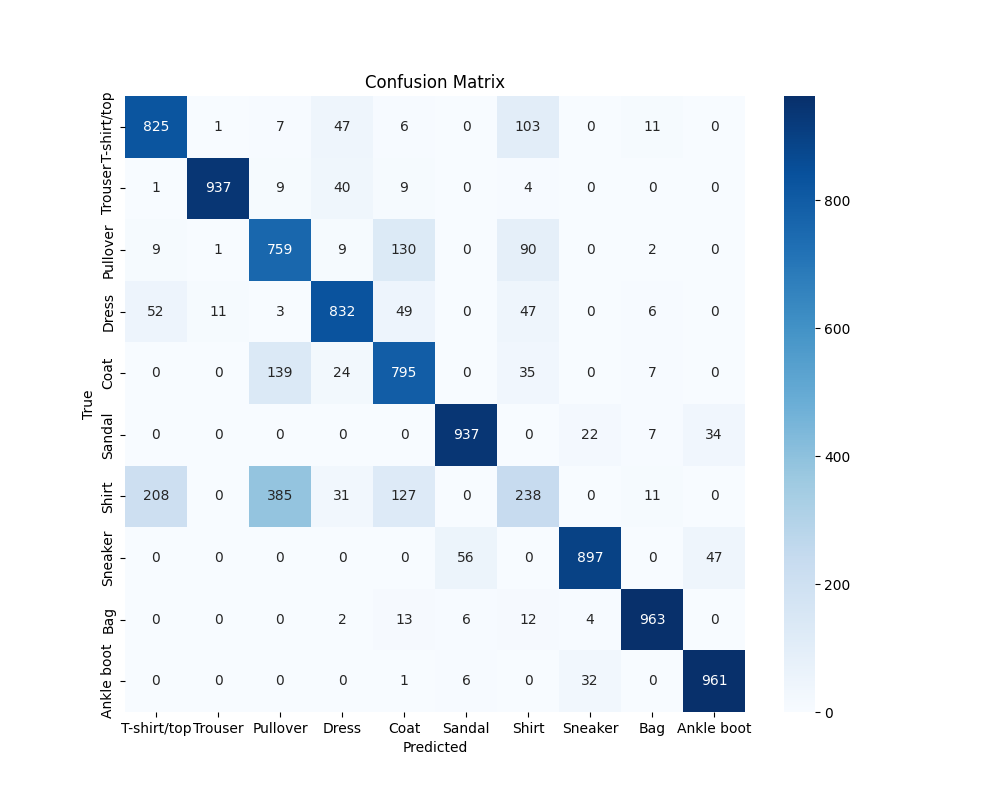 Confusion Matrix
T-shirt/top 825 1 7 47 6 0 103 0 11 0
Trouser 1 937 9 40 9 0 4 0 0 0
Pullover 9 1 759 9 130 0 90 0 2 0
Dress 52 11 3 832 49 0 47 0 6 0
Coat 0 0 139 24 795 0 35 0 7 0
Sandal 0 0 0 0 0 937 0 22 7 34
Shirt 208 0 385 31 127 0 238 0 11 0
Sneaker 0 0 0 0 0 56 0 897 0 47
Bag 0 0 0 2 13 6 12 4 963 0
Ankle boot 0 0 0 0 1 6 0 32 0 961
True
T-shirt/top Trouser Pullover Dress Coat Sandal Shirt Sneaker Bag Ankle boot
Predicted
800
600
400
200
0